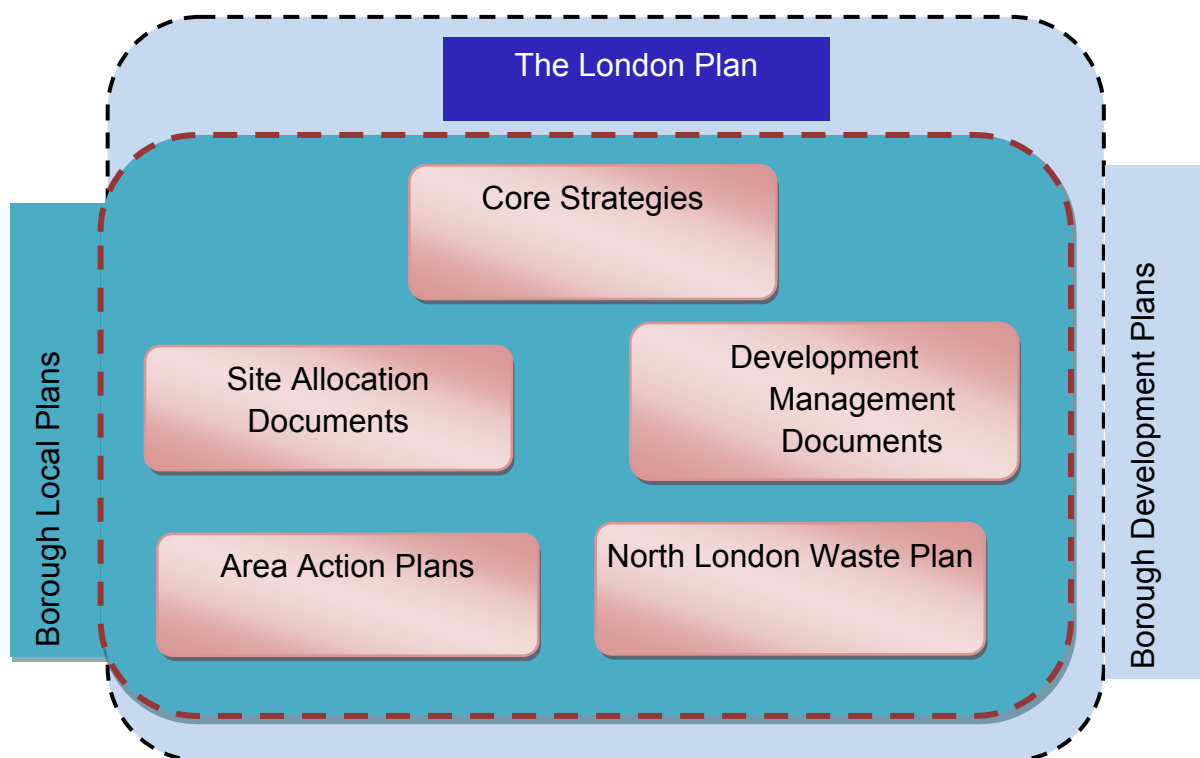 The London Plan
Core Strategies
Site Allocation
Documents
Development
Management
Documents
Area Action Plans
North London Waste Plan
Borough Local Plans
Borough Development Plans